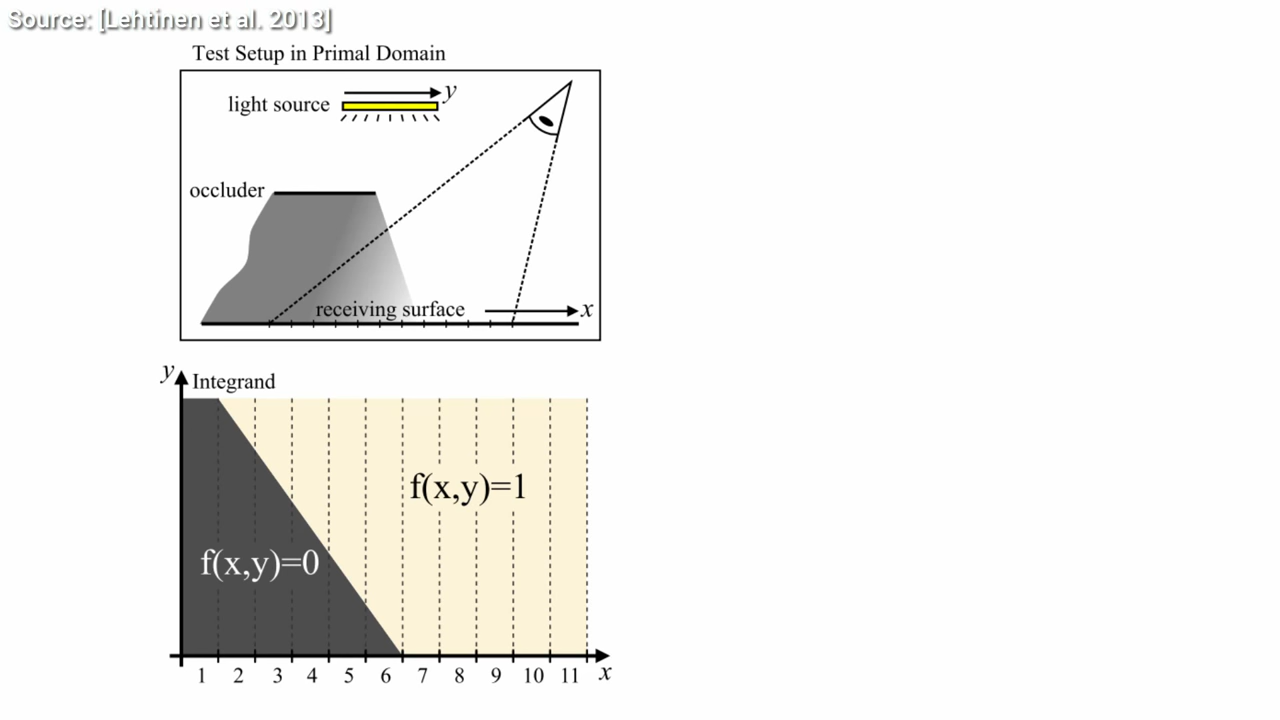 Source: [Lehtinen et al. 2013]
Test Setup in Primal Domain
light source
y
occluder
receiving surface
x
y
Integrand
f(x,y)=1
f(x,y)=0
1 2 3 4 5 6 7 8 9 10 11 x